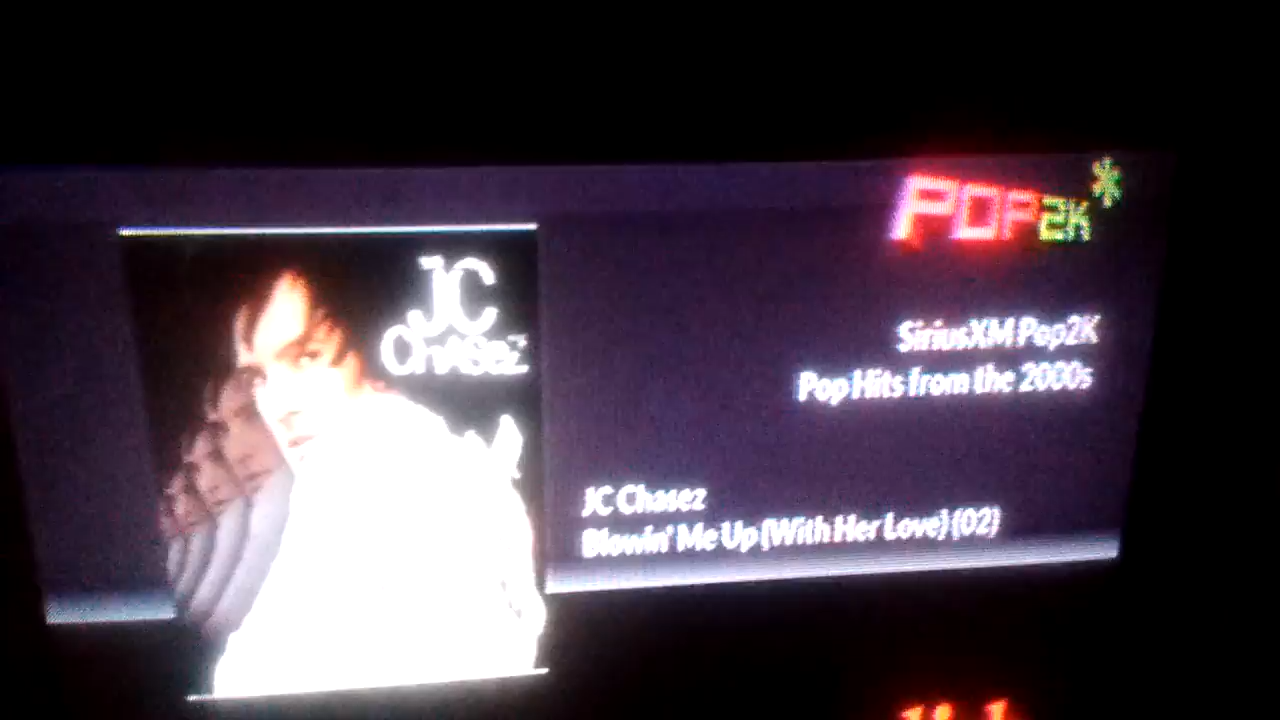 JC
Chasez
POP2K*
SiriusXM Pop2K
Pop Hits from the 2000s
JC Chasez
Blowin' Me Up (With Her Love) (02)